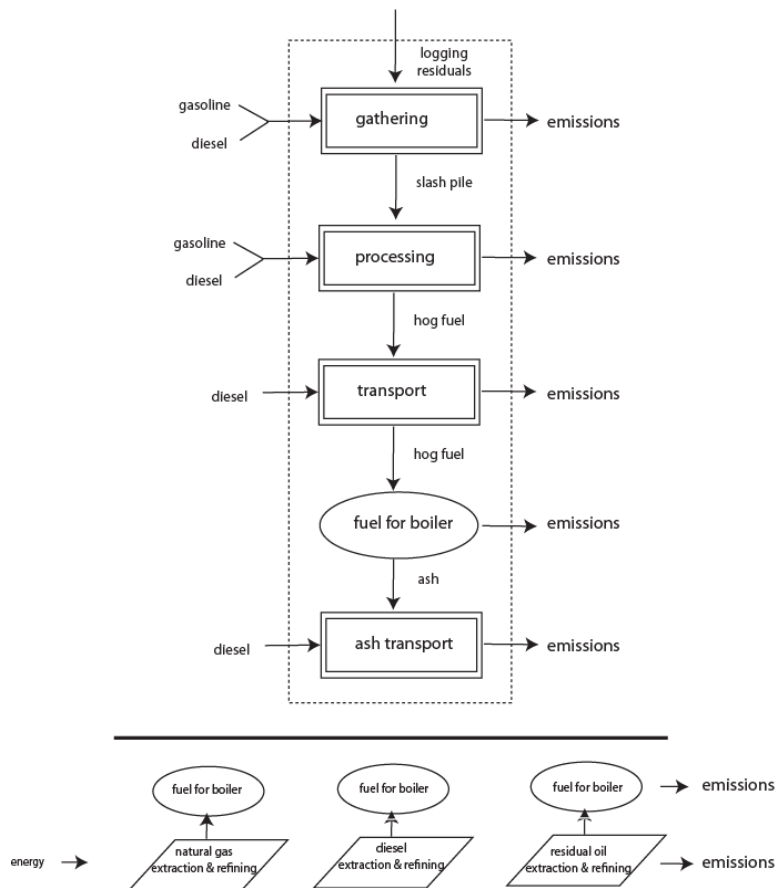 logging
residuals
gasoline
diesel
gathering
emissions
slash pile
gasoline
diesel
processing
emissions
hog fuel
diesel
transport
emissions
hog fuel
fuel for boiler
emissions
ash
diesel
ash transport
emissions
fuel for boiler
fuel for boiler
fuel for boiler
emissions
energy
natural gas
extraction & refining
diesel
extraction & refining
residual oil
extraction & refining
emissions